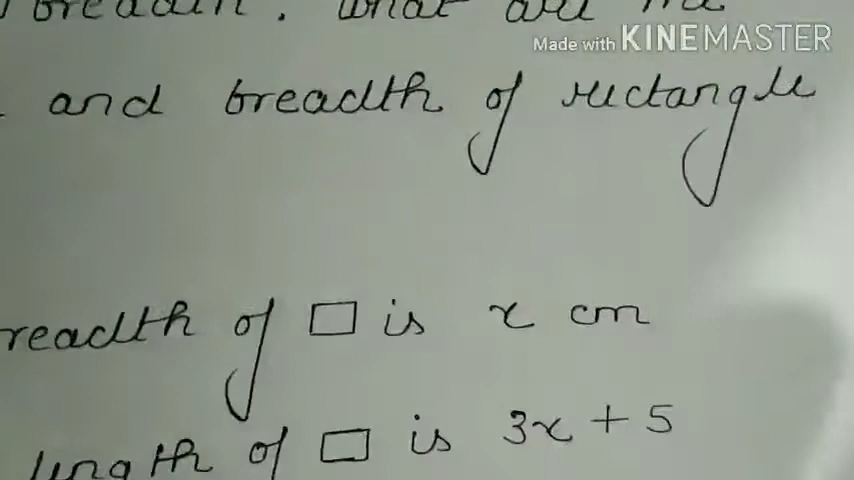 breadth. What are the
Made with KINEMASTER
and breadth of rectangle
readth of □ is x cm
length of □ is 3x + 5